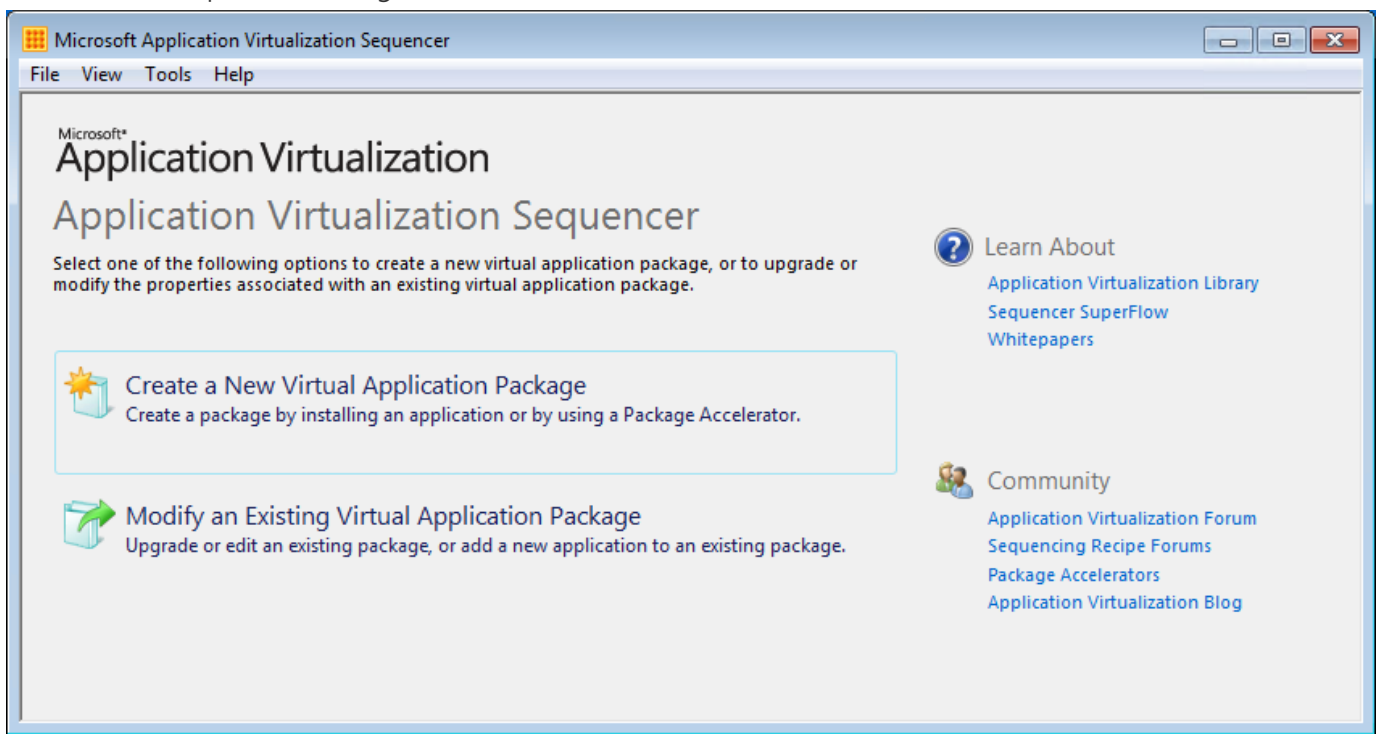 Microsoft Application Virtualization Sequencer
File View Tools Help
Microsoft®
Application Virtualization
Application Virtualization Sequencer
Select one of the following options to create a new virtual application package, or to upgrade or
modify the properties associated with an existing virtual application package.
Create a New Virtual Application Package
Create a package by installing an application or by using a Package Accelerator.
Modify an Existing Virtual Application Package
Upgrade or edit an existing package, or add a new application to an existing package.
Learn About
Application Virtualization Library
Sequencer SuperFlow
Whitepapers
Community
Application Virtualization Forum
Sequencing Recipe Forums
Package Accelerators
Application Virtualization Blog